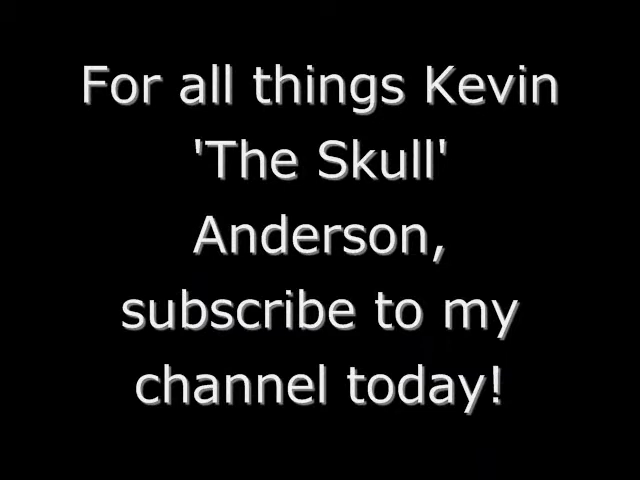 For all things Kevin
'The Skull'
Anderson,
subscribe to my
channel today!